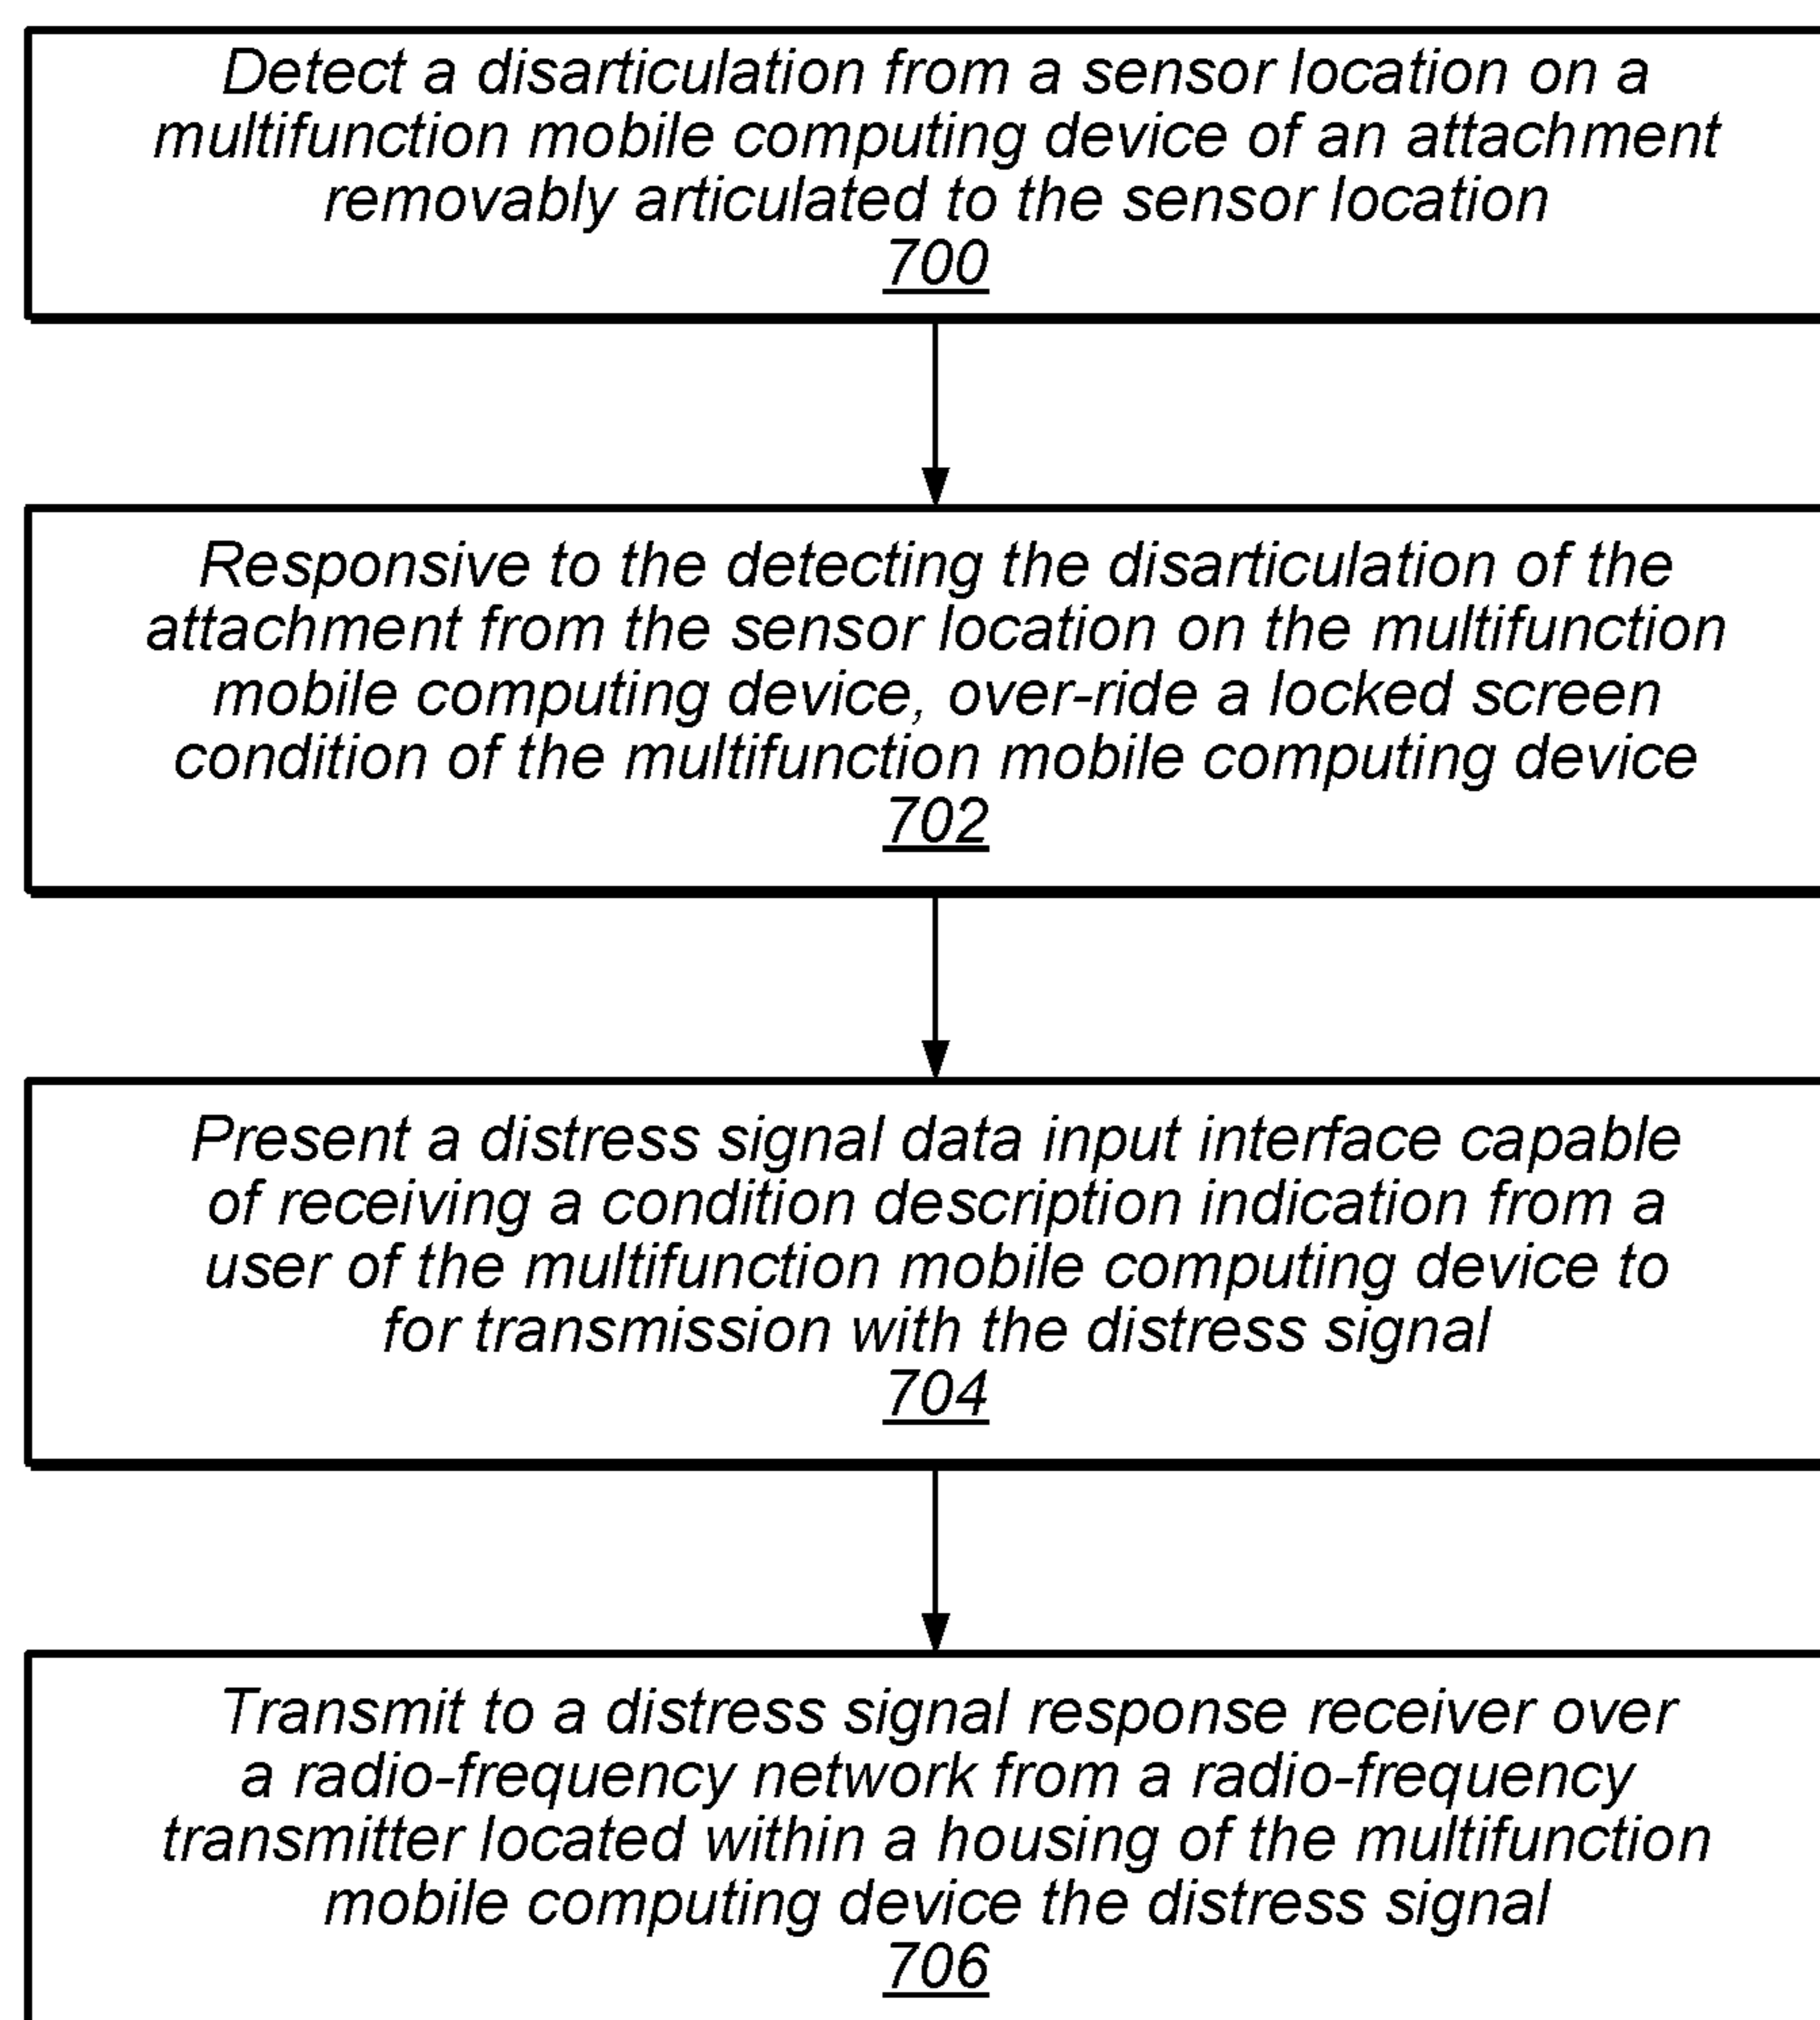 Detect a disarticulation from a sensor location on a
multifunction mobile computing device of an attachment
removably articulated to the sensor location
700
Responsive to the detecting the disarticulation of the
attachment from the sensor location on the multifunction
mobile computing device, over-ride a locked screen
condition of the multifunction mobile computing device
702
Present a distress signal data input interface capable
of receiving a condition description indication from a
user of the multifunction mobile computing device to
for transmission with the distress signal
704
Transmit to a distress signal response receiver over
a radio-frequency network from a radio-frequency
transmitter located within a housing of the multifunction
mobile computing device the distress signal
706